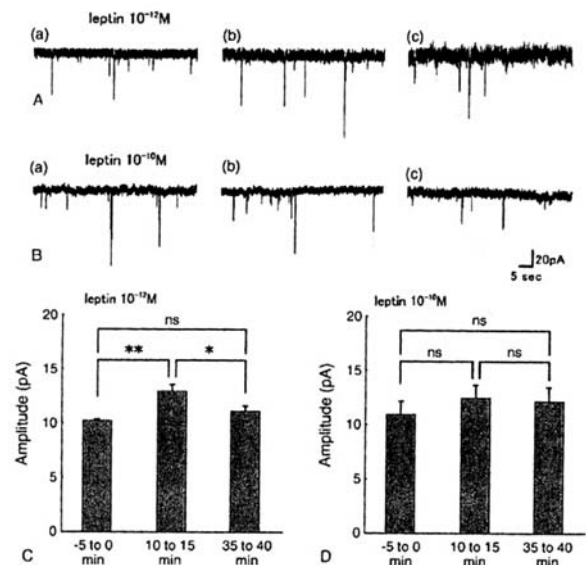 leptin 10⁻¹²M
(a) (b) (c)
A
leptin 10⁻¹⁰M
(a) (b) (c)
B
20pA
5 sec
leptin 10⁻¹²M
20
15
10
5
0
Amplitude (pA)
ns
** *
-5 to 0 min
10 to 15 min
35 to 40 min
C
leptin 10⁻¹⁰M
20
15
10
5
0
Amplitude (pA)
ns
ns ns
-5 to 0 min
10 to 15 min
35 to 40 min
D